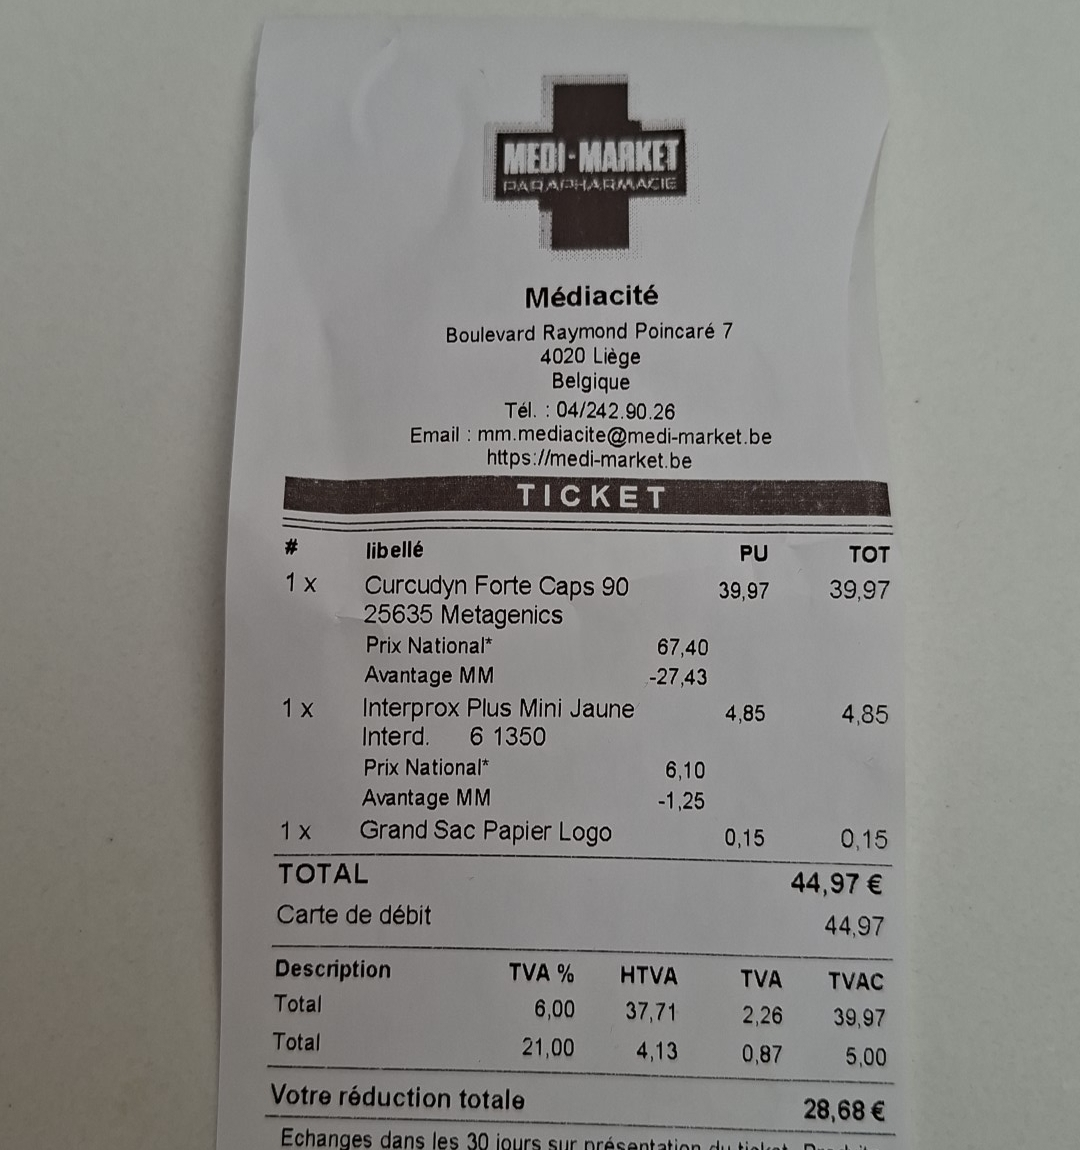 MEDI-MARKET
PARAPHARMACIE
Médiacité
Boulevard Raymond Poincaré 7
4020 Liège
Belgique
Tél. : 04/242.90.26
Email : mm.mediacite@medi-market.be
https://medi-market.be
TICKET
# libellé PU TOT
1 x Curcudyn Forte Caps 90 39,97 39,97
25635 Metagenics
Prix National* 67,40
Avantage MM -27,43
1 x Interprox Plus Mini Jaune 4,85 4,85
Interd. 6 1350
Prix National* 6,10
Avantage MM -1,25
1 x Grand Sac Papier Logo 0,15 0,15
TOTAL 44,97 €
Carte de débit 44,97
Description TVA % HTVA TVA TVAC
Total 6,00 37,71 2,26 39,97
Total 21,00 4,13 0,87 5,00
Votre réduction totale 28,68 €
Echanges dans les 30 jours sur présentation du ticket.